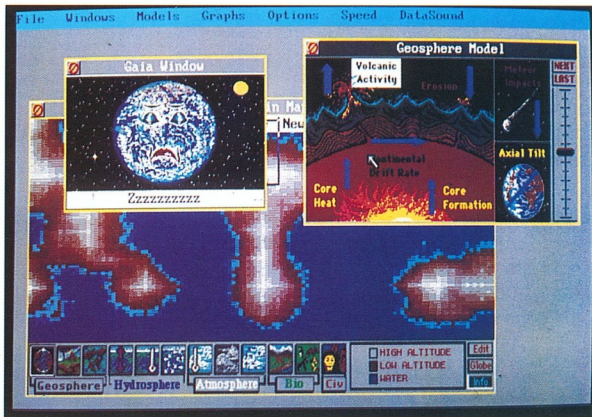 File Windows Models Graphs Options Speed DataSound
Gaia Window
Zzzzzzzzzz
Geosphere Model
Volcanic
Activity
Erosion
Meteor
Impacts
NEXT
LAST
Continental
Drift Rate
Axial Tilt
Core
Heat
Core
Formation
in Ma
New
HIGH ALTITUDE
LOW ALTITUDE
WATER
Edit
Globe
Info
Geosphere Hydrosphere Atmosphere Bio Civ